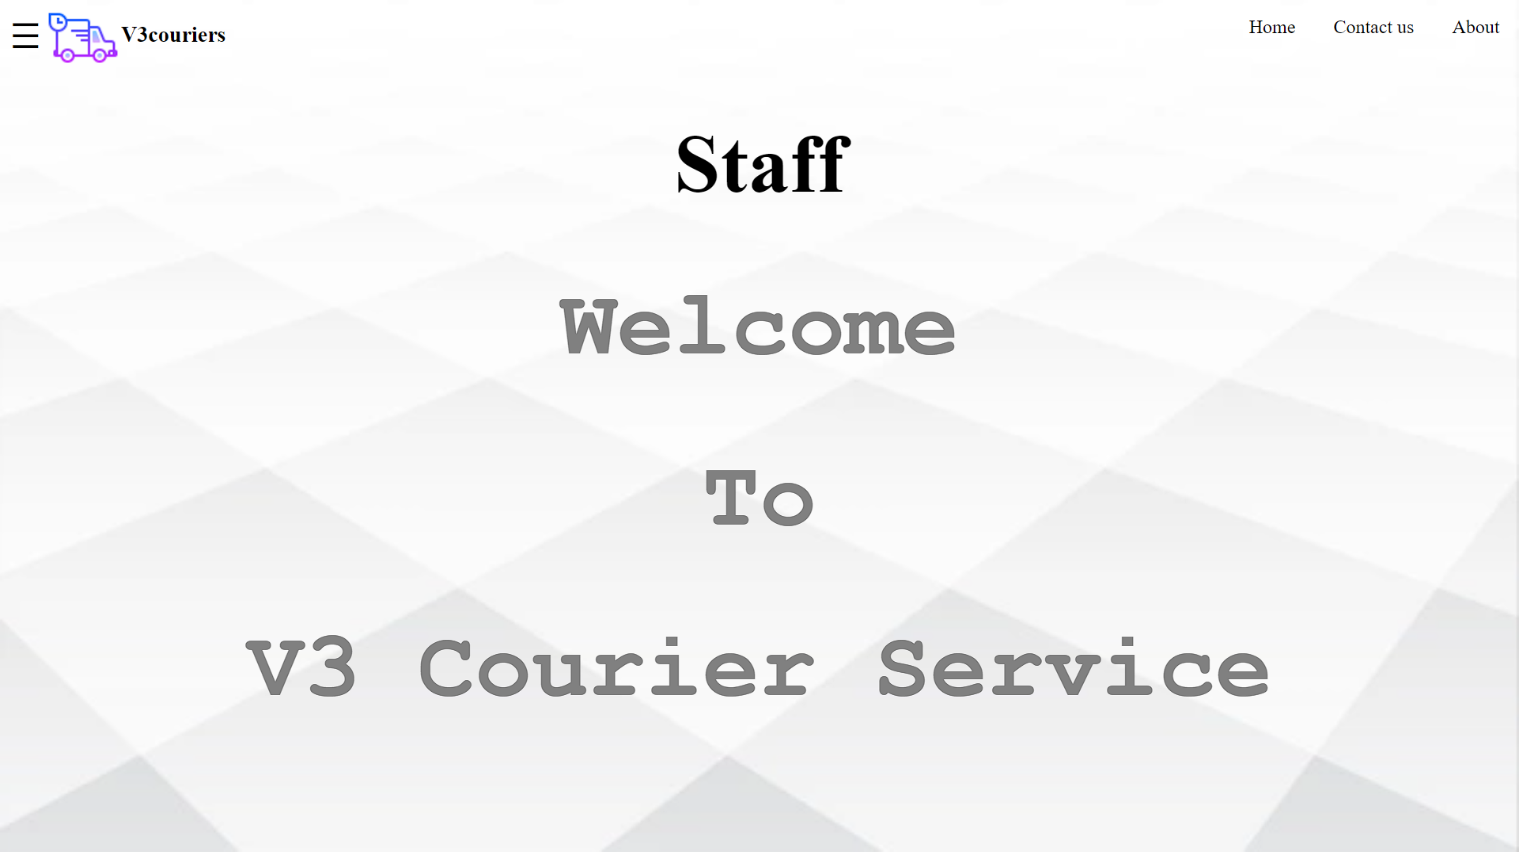 V3couriers
Home Contact us About
Staff
Welcome
To
V3 Courier Service